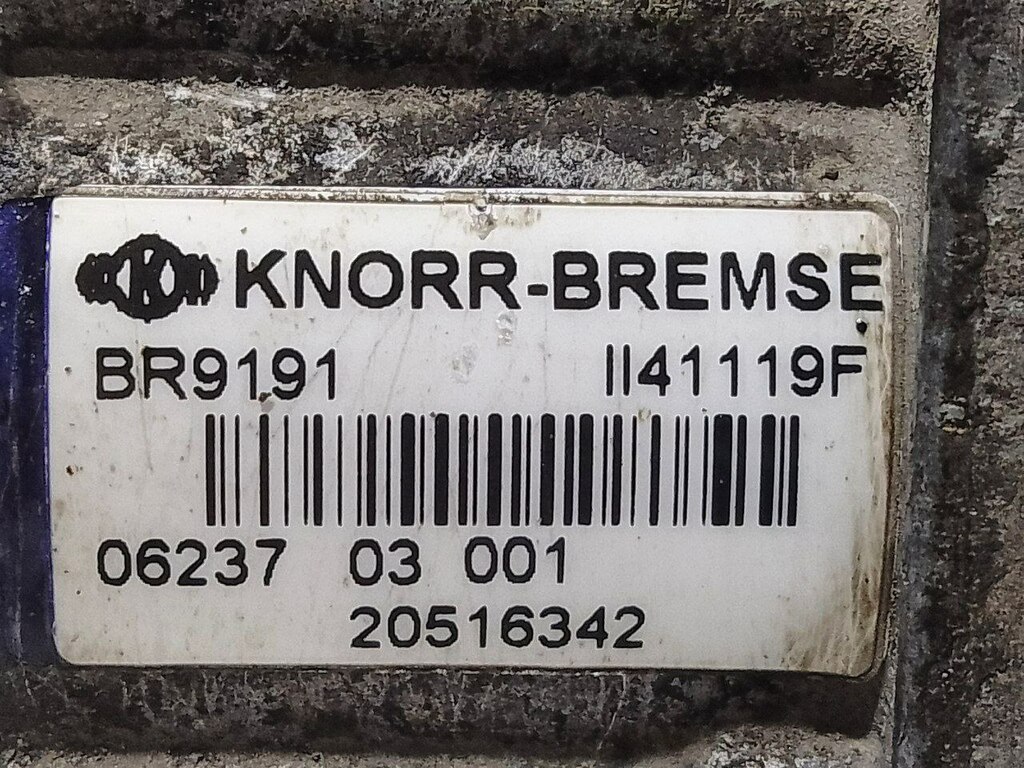 KNORR-BREMSE
BR9191 II41119F
06237 03 001
20516342